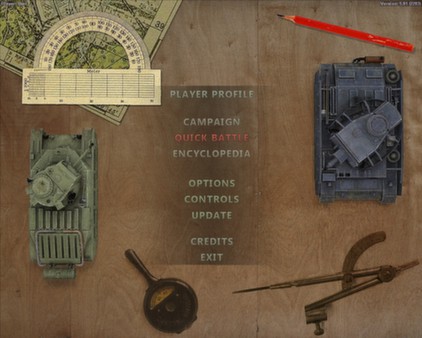 PLAYER PROFILE
CAMPAIGN
QUICK BATTLE
ENCYCLOPEDIA
OPTIONS
CONTROLS
UPDATE
CREDITS
EXIT